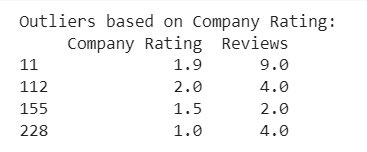 Outliers based on Company Rating:
Company Rating Reviews
11 1.9 9.0
112 2.0 4.0
155 1.5 2.0
228 1.0 4.0